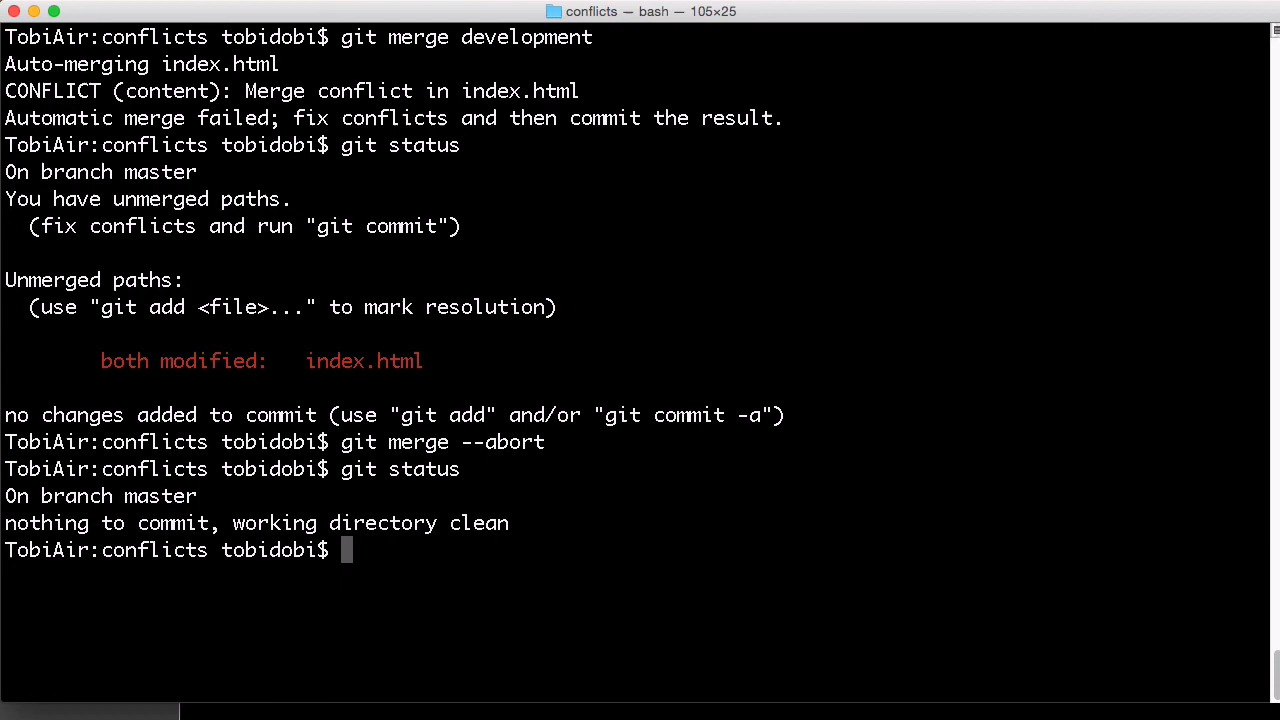 conflicts — bash — 105×25
TobiAir:conflicts tobidobi$ git merge development
Auto-merging index.html
CONFLICT (content): Merge conflict in index.html
Automatic merge failed; fix conflicts and then commit the result.
TobiAir:conflicts tobidobi$ git status
On branch master
You have unmerged paths.
  (fix conflicts and run "git commit")

Unmerged paths:
  (use "git add <file>..." to mark resolution)

        both modified:   index.html

no changes added to commit (use "git add" and/or "git commit -a")
TobiAir:conflicts tobidobi$ git merge --abort
TobiAir:conflicts tobidobi$ git status
On branch master
nothing to commit, working directory clean
TobiAir:conflicts tobidobi$